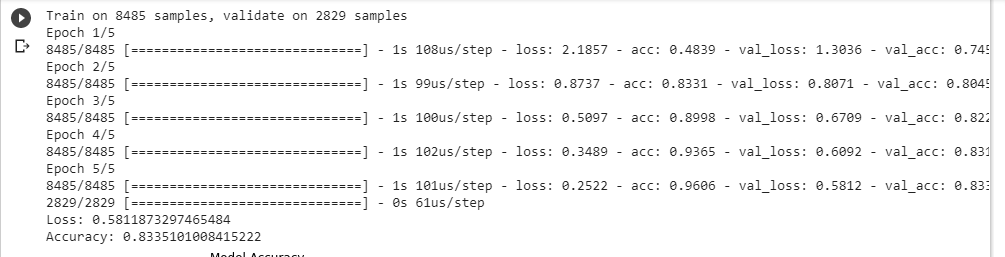 Train on 8485 samples, validate on 2829 samples
Epoch 1/5
8485/8485 [==============================] - 1s 108us/step - loss: 2.1857 - acc: 0.4839 - val_loss: 1.3036 - val_acc: 0.745
Epoch 2/5
8485/8485 [==============================] - 1s 99us/step - loss: 0.8737 - acc: 0.8331 - val_loss: 0.8071 - val_acc: 0.8045
Epoch 3/5
8485/8485 [==============================] - 1s 100us/step - loss: 0.5097 - acc: 0.8998 - val_loss: 0.6709 - val_acc: 0.822
Epoch 4/5
8485/8485 [==============================] - 1s 102us/step - loss: 0.3489 - acc: 0.9365 - val_loss: 0.6092 - val_acc: 0.831
Epoch 5/5
8485/8485 [==============================] - 1s 101us/step - loss: 0.2522 - acc: 0.9606 - val_loss: 0.5812 - val_acc: 0.833
2829/2829 [==============================] - 0s 61us/step
Loss: 0.5811873297465484
Accuracy: 0.8335101008415222
Model Accuracy